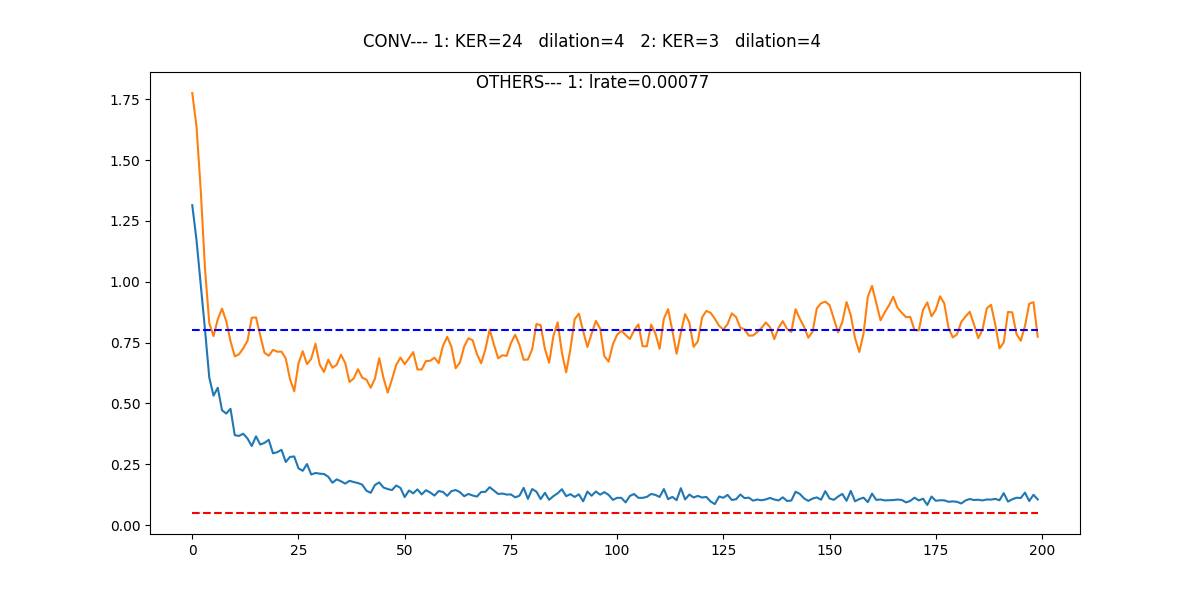 CONV--- 1: KER=24   dilation=4   2: KER=3   dilation=4
OTHERS--- 1: lrate=0.00077
1.75
1.50
1.25
1.00
0.75
0.50
0.25
0.00
0 25 50 75 100 125 150 175 200